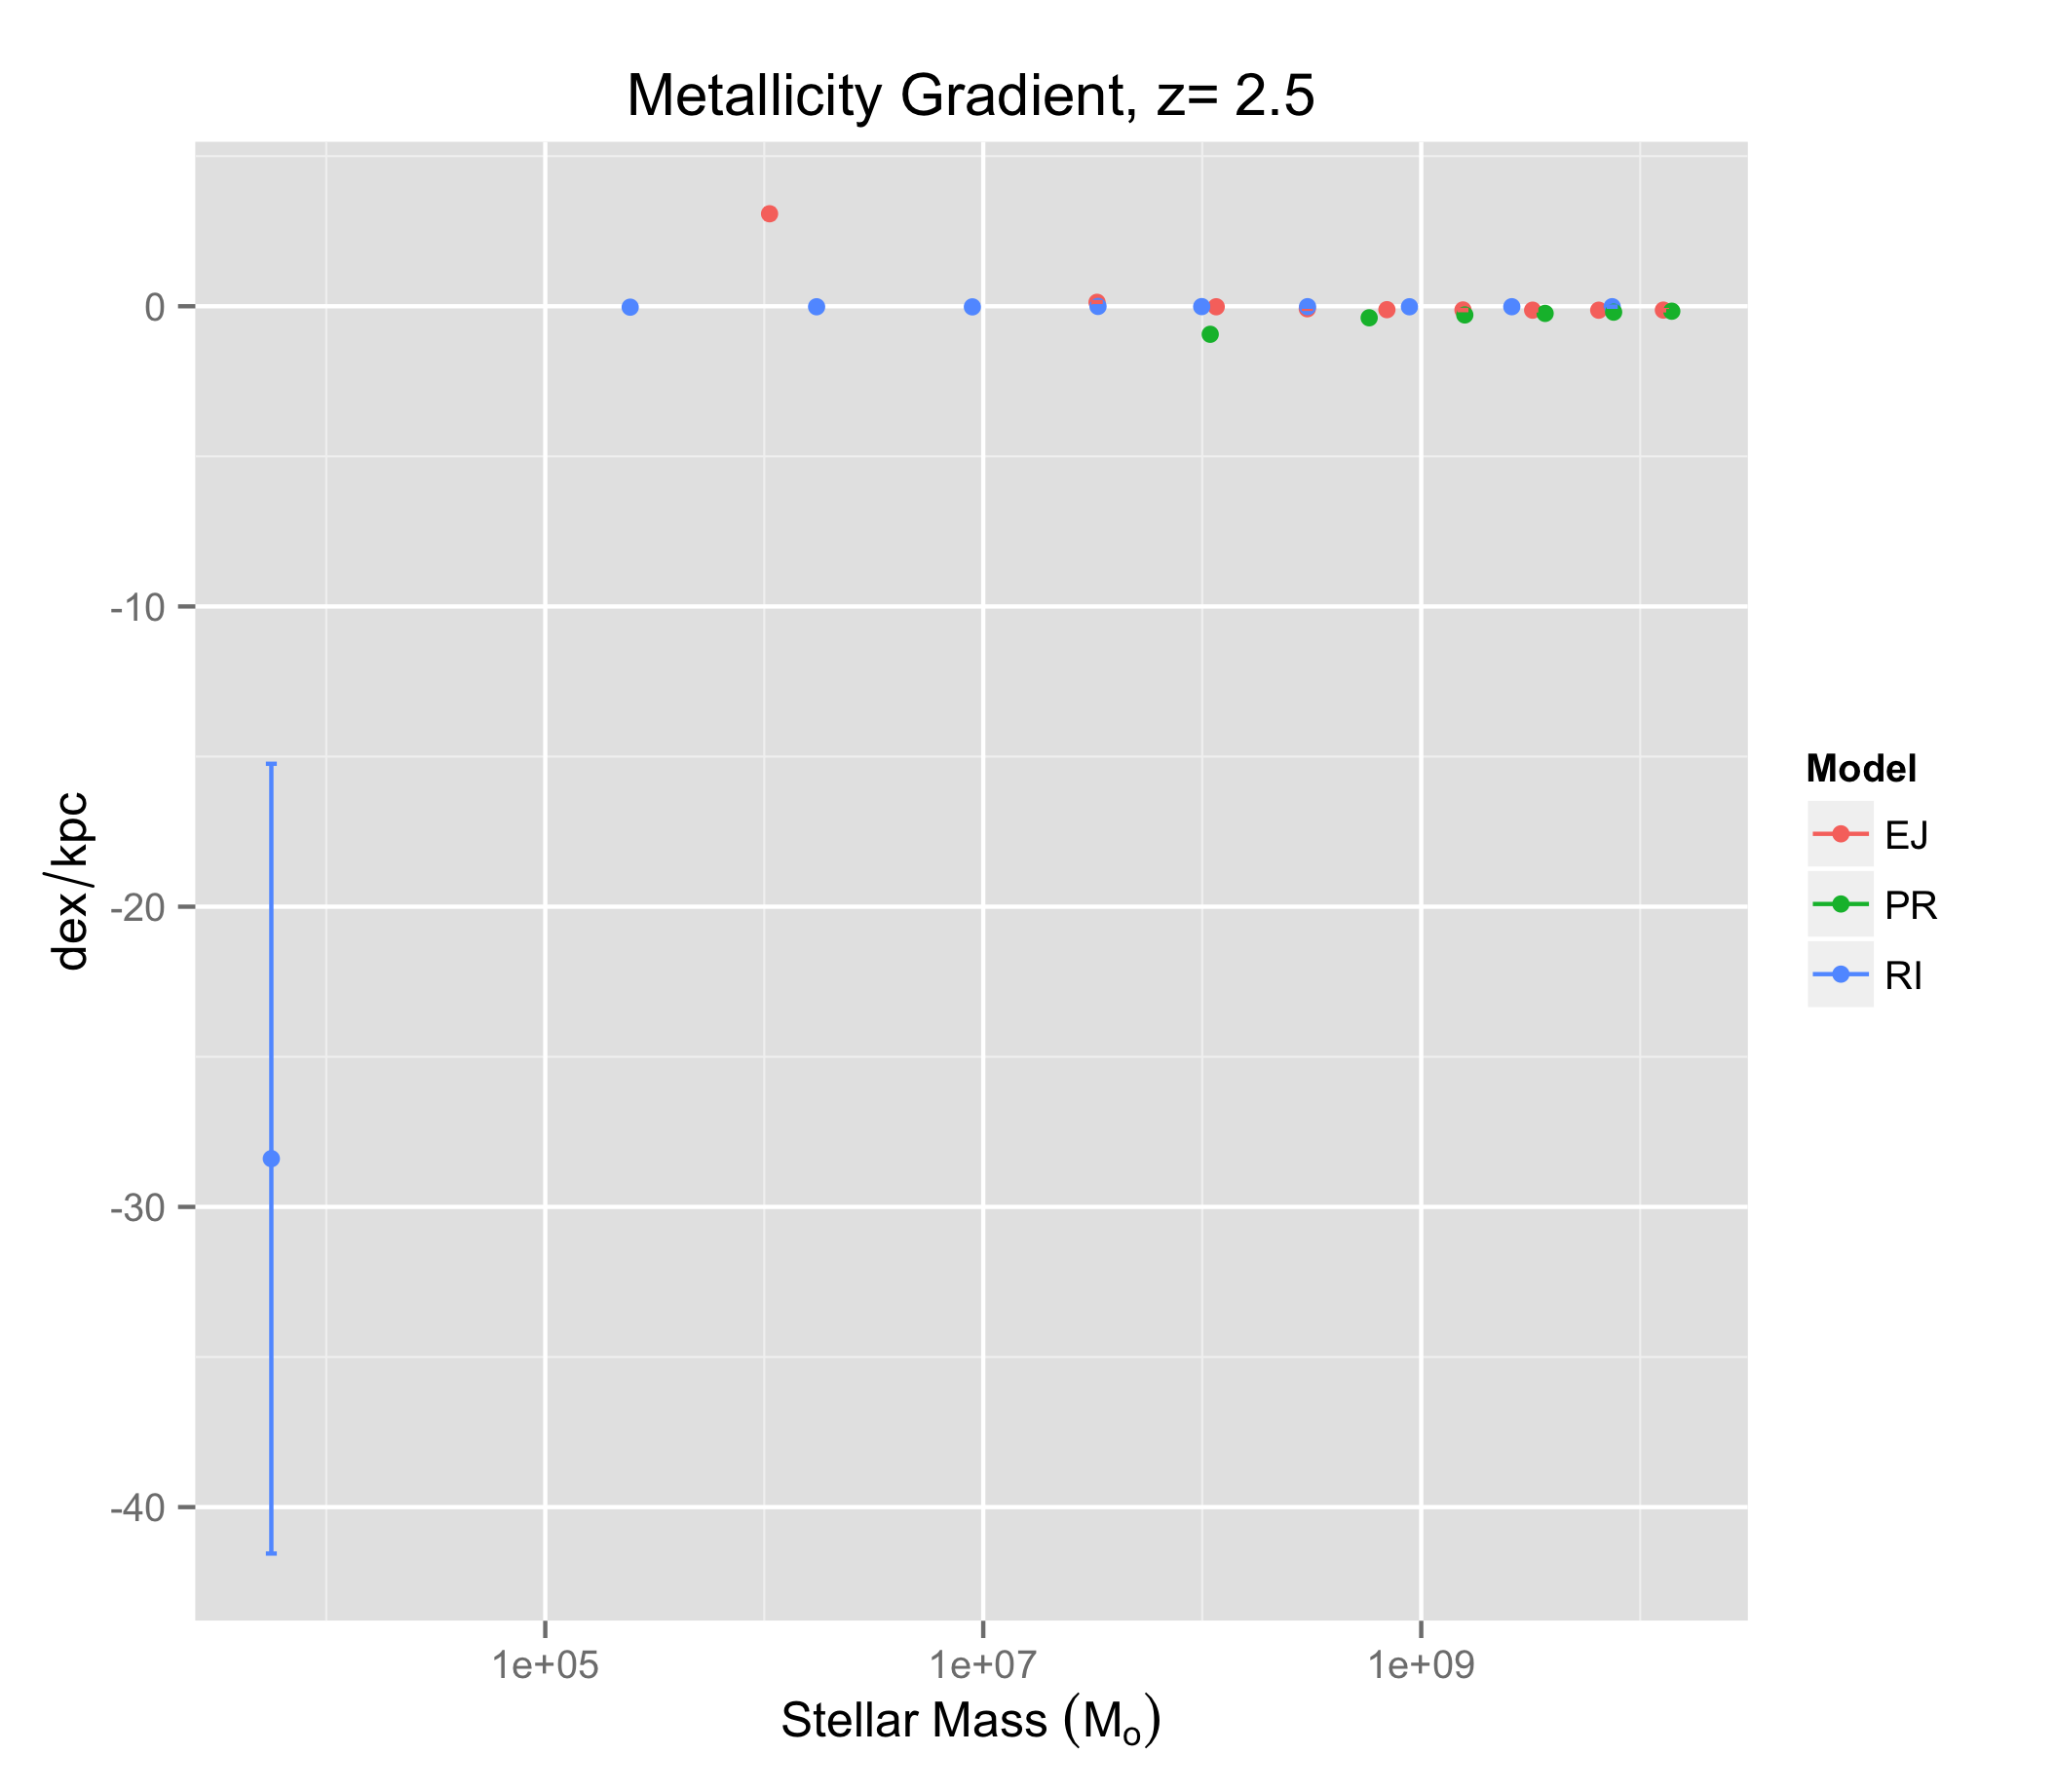 Metallicity Gradient, z= 2.5
0
-10
-20
-30
-40
dex/kpc
1e+05 1e+07 1e+09
Stellar Mass (Mo)
Model
EJ
PR
RI